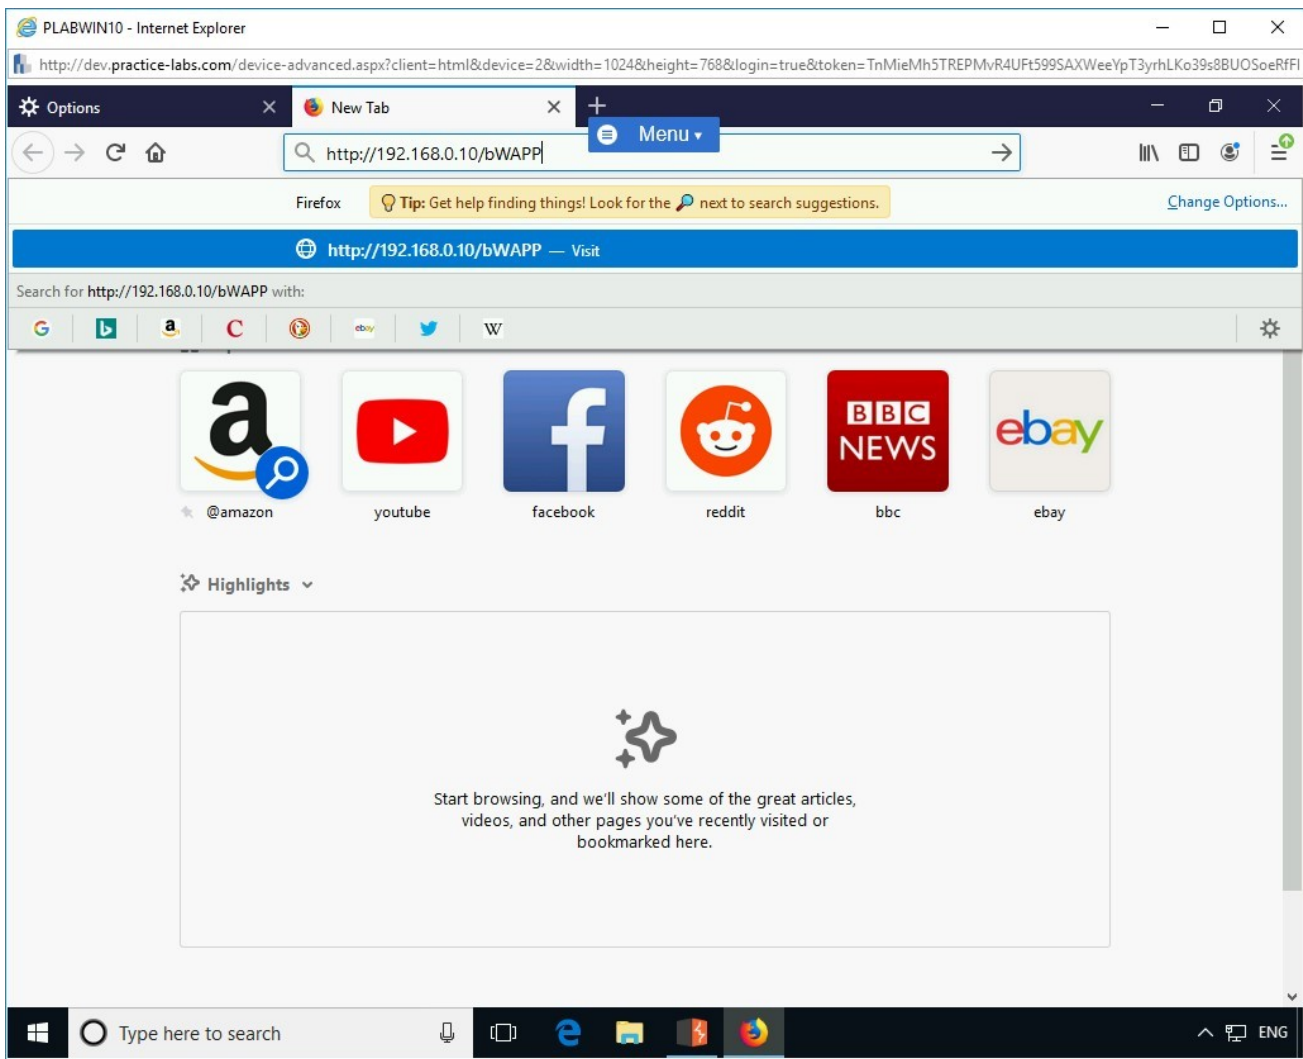 PLABWIN10 - Internet Explorer
http://dev.practice-labs.com/device-advanced.aspx?client=html&device=2&width=1024&height=768&login=true&token=TnMieMh5TREPMvR4UFt599SAXWeeYpT3yrhLKo39s8BUOSoeRfFl
Options
New Tab
Menu
http://192.168.0.10/bWAPP
Firefox
Tip: Get help finding things! Look for the next to search suggestions.
Change Options...
http://192.168.0.10/bWAPP — Visit
Search for http://192.168.0.10/bWAPP with:
G b a C ebay W
a
BBC
NEWS
ebay
@amazon youtube facebook reddit bbc ebay
Highlights
Start browsing, and we'll show some of the great articles,
videos, and other pages you've recently visited or
bookmarked here.
Type here to search
ENG